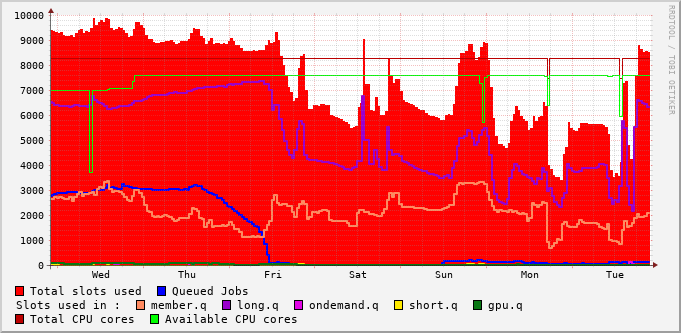 10000
9000
8000
7000
6000
5000
4000
3000
2000
1000
0
Wed Thu Fri Sat Sun Mon Tue
RRDTOOL / TOBI OETIKER
Total slots used Queued Jobs
Slots used in : member.q long.q ondemand.q short.q gpu.q
Total CPU cores Available CPU cores